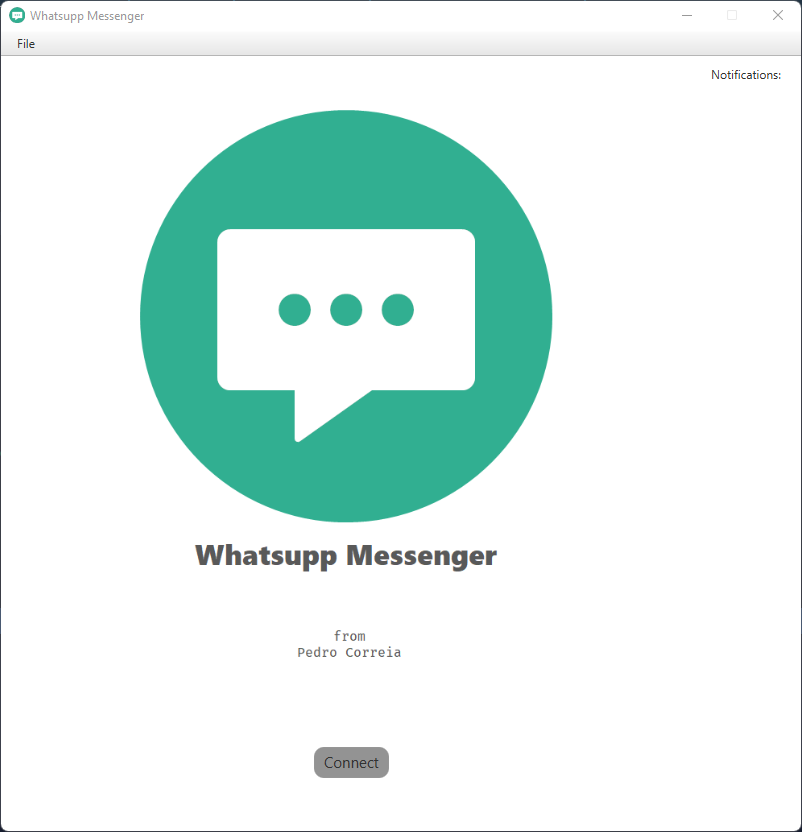 Whatsupp Messenger
File
Notifications:
Whatsupp Messenger
from
Pedro Correia
Connect